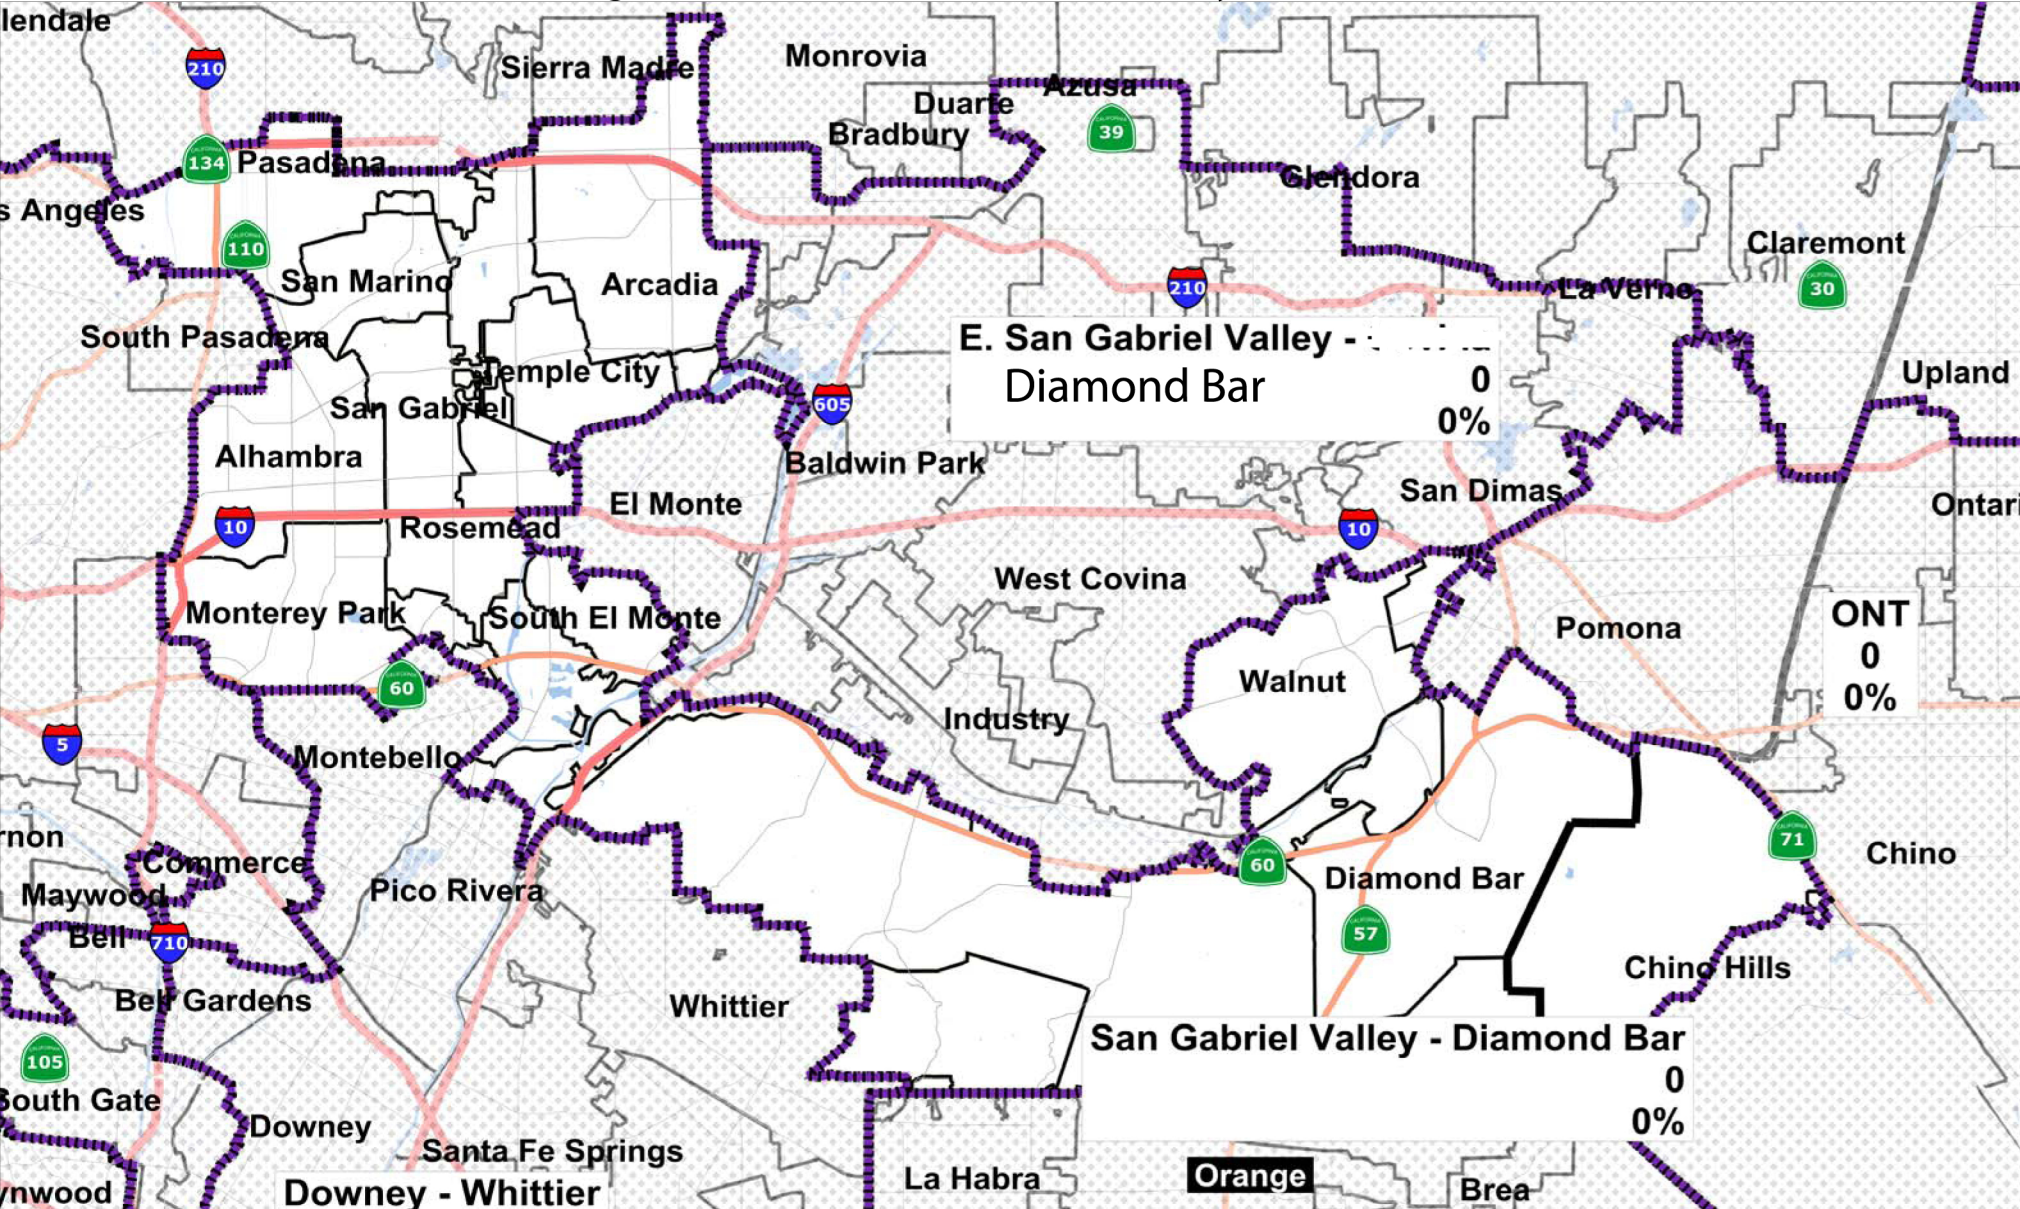 lendale
210
Sierra Madre
Monrovia
Azusa
Duarte
39
Bradbury
134
Pasadena
Glendora
s Angeles
110
Claremont
San Marino
Arcadia
210
La Verne
30
South Pasadena
E. San Gabriel Valley -
Diamond Bar
0
0%
Temple City
Upland
San Gabriel
605
Alhambra
Baldwin Park
San Dimas
El Monte
Ontari
10
Rosemead
10
West Covina
Monterey Park
South El Monte
Pomona
ONT
0
0%
60
Walnut
Industry
5
Montebello
rnon
71
Commerce
Chino
60
Diamond Bar
Maywood
Pico Rivera
Bell
710
57
Chino Hills
Bell Gardens
Whittier
San Gabriel Valley - Diamond Bar
0
0%
105
South Gate
Downey
Santa Fe Springs
La Habra
Orange
Brea
ynwood
Downey - Whittier